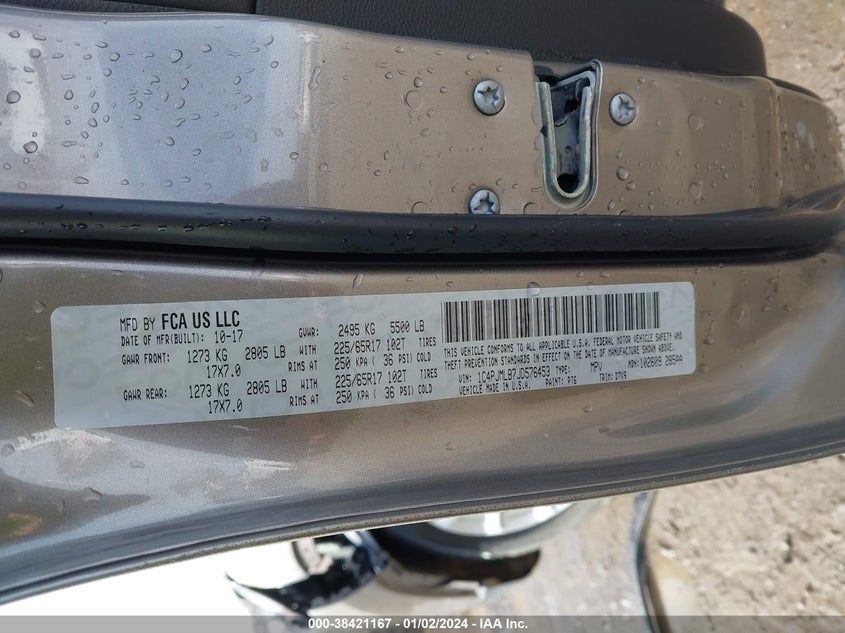 MFD BY FCA US LLC
DATE OF MFR(BUILT): 10-17 GVWR: 2495 KG 5500 LB
GAWR FRONT: 1273 KG 2805 LB WITH 225/65R17 102T TIRES
17X7.0 RIMS AT 250 KPA ( 36 PSI) COLD
GAWR REAR: 1273 KG 2805 LB WITH 225/65R17 102T TIRES
17X7.0 RIMS AT 250 KPA ( 36 PSI) COLD
THIS VEHICLE CONFORMS TO ALL APPLICABLE U.S.A. FEDERAL MOTOR VEHICLE SAFETY AND
THEFT PREVENTION STANDARDS IN EFFECT ON THE DATE OF MANUFACTURE SHOWN ABOVE.
VIN: 1C4PJMLB7JD576453 TYPE: MPV MDH:
VEHICLE MADE IN U.S.A. PAINT: TRIM:
000-38421167 - 01/02/2024 - IAA Inc.